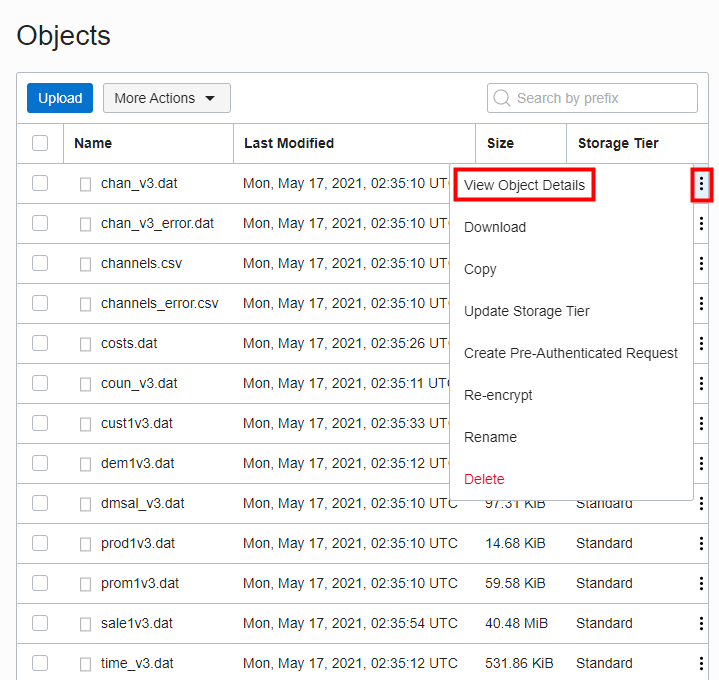 Objects
Upload More Actions Search by prefix
Name Last Modified Size Storage Tier
chan_v3.dat Mon, May 17, 2021, 02:35:10 UTC View Object Details
chan_v3_error.dat Mon, May 17, 2021, 02:35:10 UT Download
channels.csv Mon, May 17, 2021, 02:35:10 UT Copy
channels_error.csv Mon, May 17, 2021, 02:35:10 UT Update Storage Tier
costs.dat Mon, May 17, 2021, 02:35:26 UT Create Pre-Authenticated Request
coun_v3.dat Mon, May 17, 2021, 02:35:11 UTC Re-encrypt
cust1v3.dat Mon, May 17, 2021, 02:35:33 UT Rename
dem1v3.dat Mon, May 17, 2021, 02:35:12 UT Delete
dmsal_v3.dat Mon, May 17, 2021, 02:35:10 UTC 97.31 KiB Standard
prod1v3.dat Mon, May 17, 2021, 02:35:10 UTC 14.68 KiB Standard
prom1v3.dat Mon, May 17, 2021, 02:35:10 UTC 59.58 KiB Standard
sale1v3.dat Mon, May 17, 2021, 02:35:54 UTC 40.48 MiB Standard
time_v3.dat Mon, May 17, 2021, 02:35:12 UTC 531.86 KiB Standard